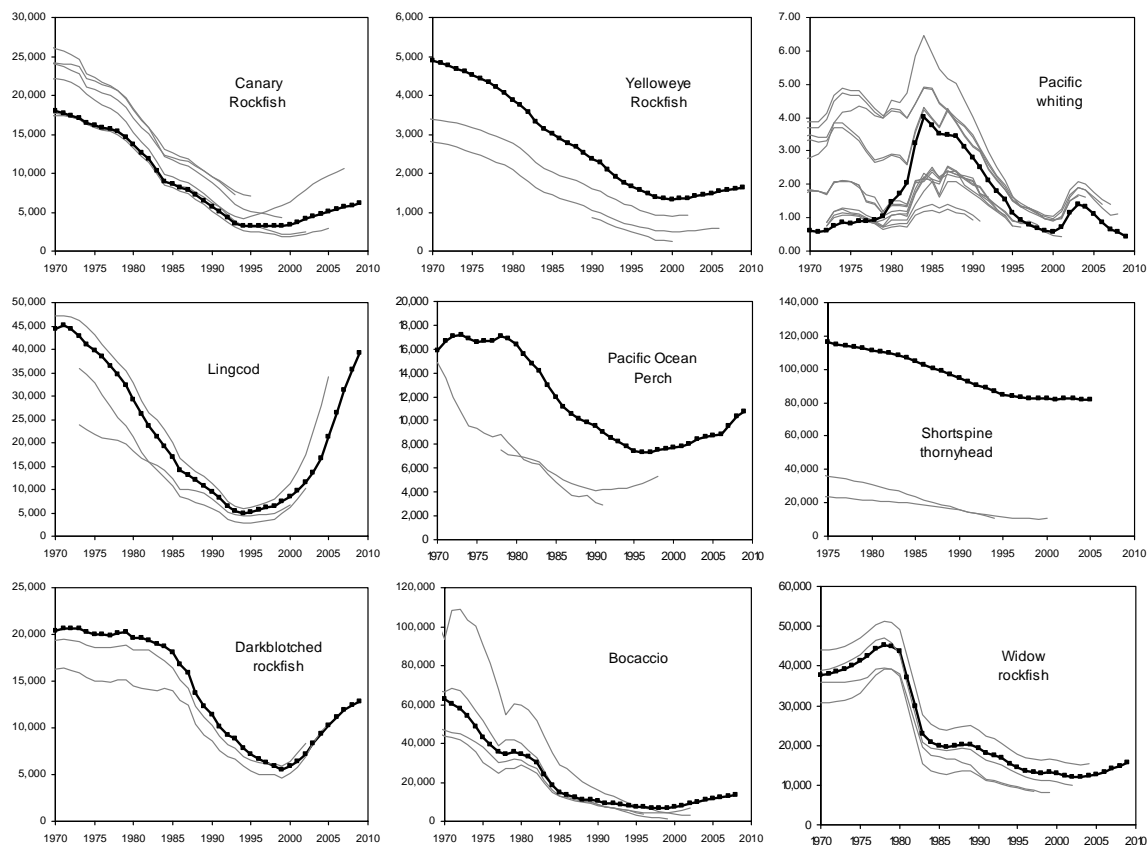 30,000
25,000
20,000
15,000
10,000
5,000
0
1970 1975 1980 1985 1990 1995 2000 2005 2010
Canary
Rockfish
6,000
5,000
4,000
3,000
2,000
1,000
0
1970 1975 1980 1985 1990 1995 2000 2005 2010
Yelloweye
Rockfish
7.00
6.00
5.00
4.00
3.00
2.00
1.00
0.00
1970 1975 1980 1985 1990 1995 2000 2005 2010
Pacific
whiting
50,000
45,000
40,000
35,000
30,000
25,000
20,000
15,000
10,000
5,000
0
1970 1975 1980 1985 1990 1995 2000 2005 2010
Lingcod
20,000
18,000
16,000
14,000
12,000
10,000
8,000
6,000
4,000
2,000
0
1970 1975 1980 1985 1990 1995 2000 2005 2010
Pacific Ocean
Perch
140,000
120,000
100,000
80,000
60,000
40,000
20,000
0
1975 1980 1985 1990 1995 2000 2005 2010
Shortspine
thornyhead
25,000
20,000
15,000
10,000
5,000
0
1970 1975 1980 1985 1990 1995 2000 2005 2010
Darkblotched
rockfish
120,000
100,000
80,000
60,000
40,000
20,000
0
1970 1975 1980 1985 1990 1995 2000 2005 2010
Bocaccio
60,000
50,000
40,000
30,000
20,000
10,000
0
1970 1975 1980 1985 1990 1995 2000 2005 2010
Widow
rockfish